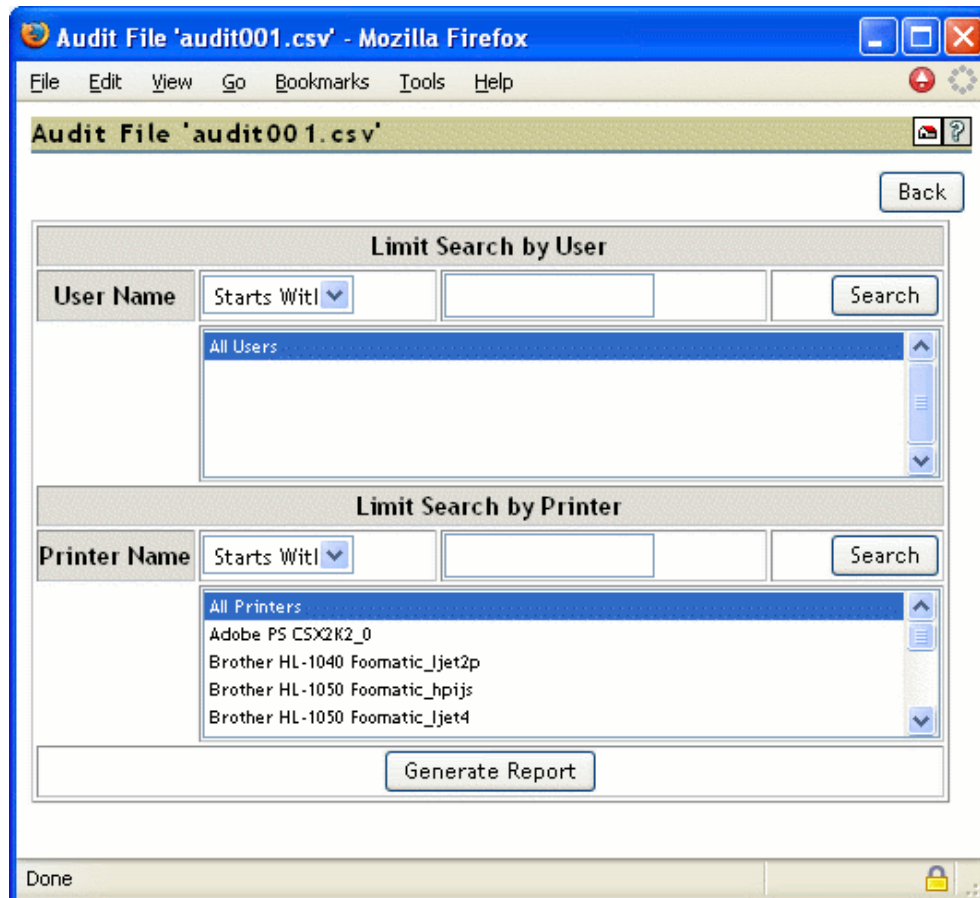 Audit File 'audit001.csv' - Mozilla Firefox
File Edit View Go Bookmarks Tools Help
Audit File 'audit001.csv'
?
Back
Limit Search by User
User Name Starts Witl Search
All Users
Limit Search by Printer
Printer Name Starts Witl Search
All Printers
Adobe PS CSX2K2_0
Brother HL-1040 Foomatic_ljet2p
Brother HL-1050 Foomatic_hpijs
Brother HL-1050 Foomatic_ljet4
Generate Report
Done